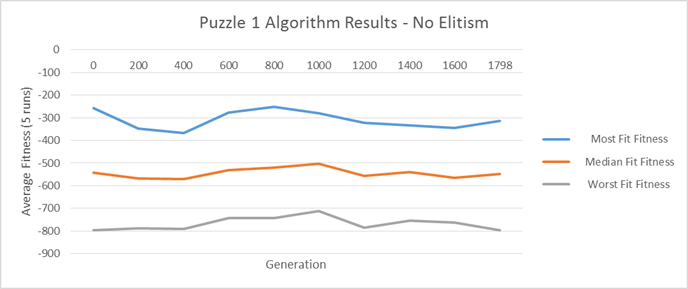 Puzzle 1 Algorithm Results - No Elitism
0
0 200 400 600 800 1000 1200 1400 1600 1798
-100
-200
-300
-400
-500
-600
-700
-800
-900
Average Fitness (5 runs)
Generation
Most Fit Fitness
Median Fit Fitness
Worst Fit Fitness